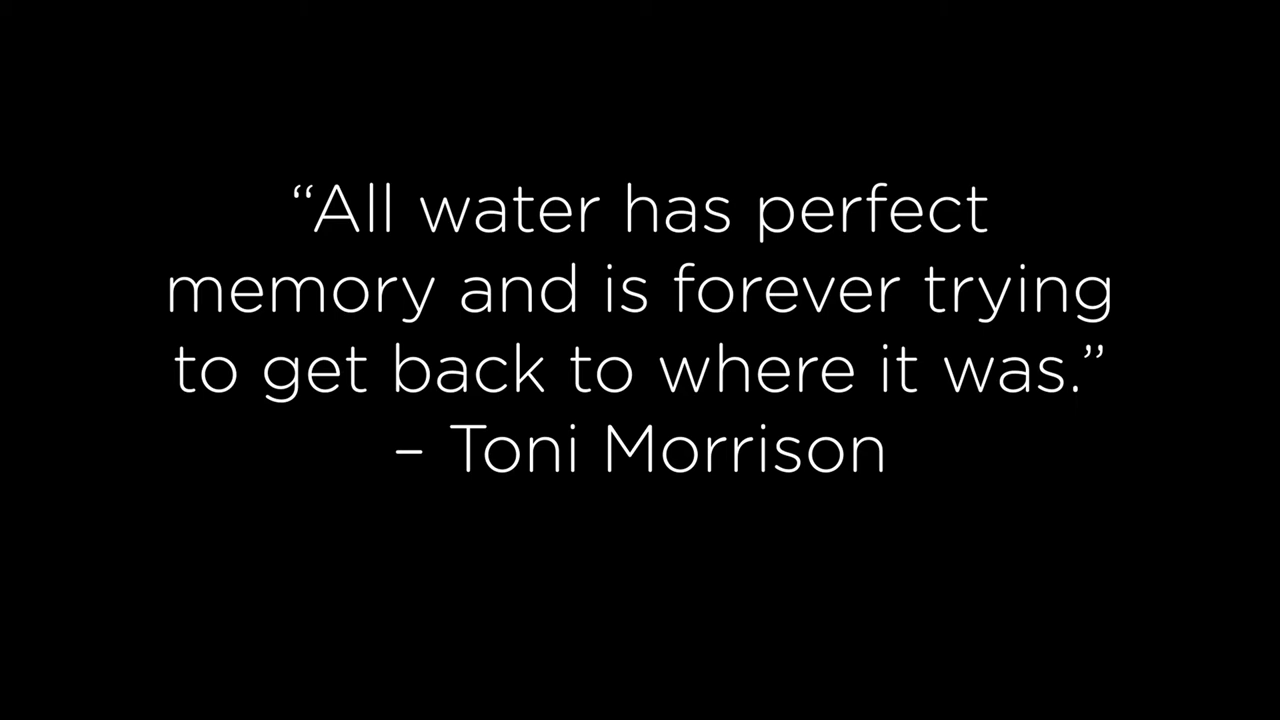 “All water has perfect
memory and is forever trying
to get back to where it was.”
– Toni Morrison